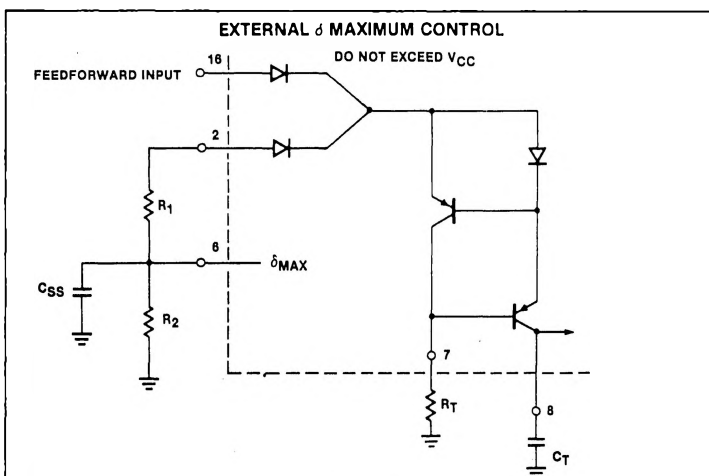 EXTERNAL δ MAXIMUM CONTROL
DO NOT EXCEED VCC
16
FEEDFORWARD INPUT
2
R1
6
δMAX
CSS
R2
7
RT
8
CT